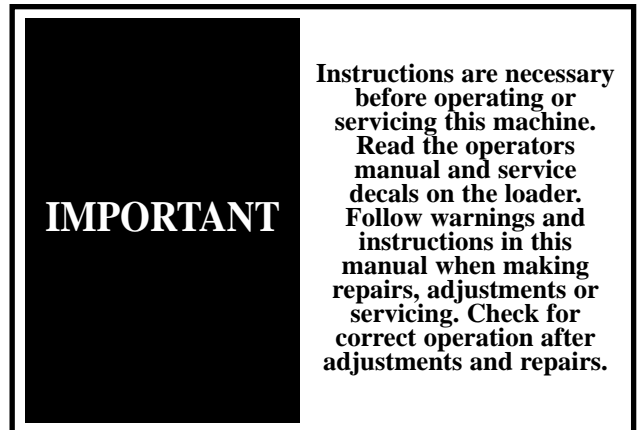 IMPORTANT
Instructions are necessary
before operating or
servicing this machine.
Read the operators
manual and service
decals on the loader.
Follow warnings and
instructions in this
manual when making
repairs, adjustments or
servicing. Check for
correct operation after
adjustments and repairs.